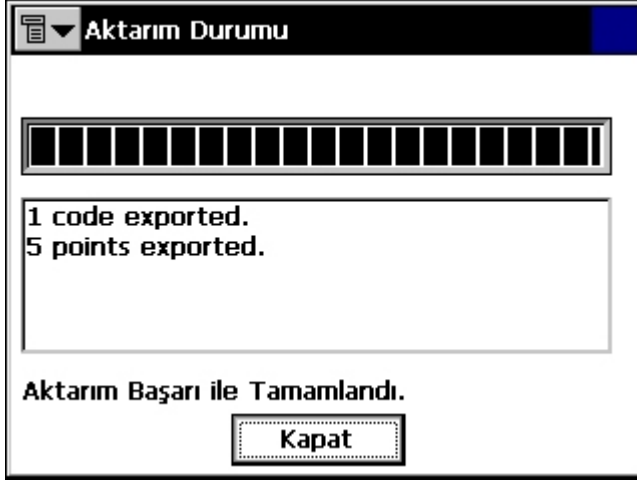 Aktarım Durumu
1 code exported.
5 points exported.
Aktarım Başarı ile Tamamlandı.
Kapat